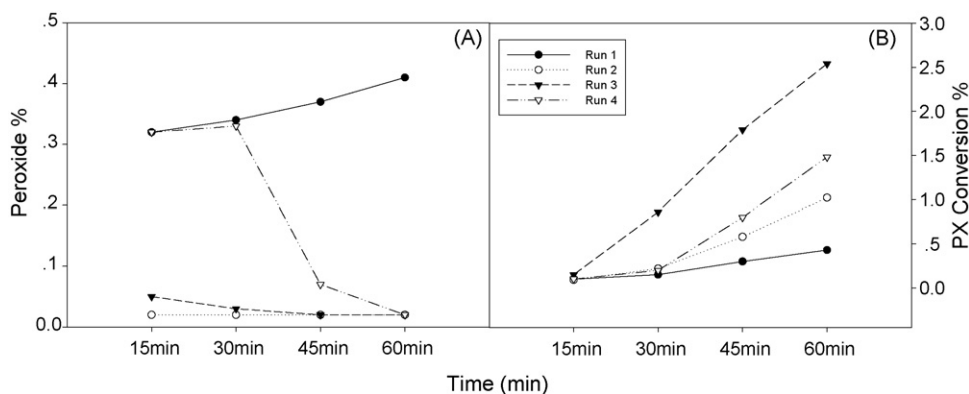 (A)
.5
.4
.3
.2
.1
0.0
Peroxide %
15min 30min 45min 60min
(B)
Run 1
Run 2
Run 3
Run 4
3.0
2.5
2.0
1.5
1.0
.5
0.0
PX Conversion %
15min 30min 45min 60min
Time (min)